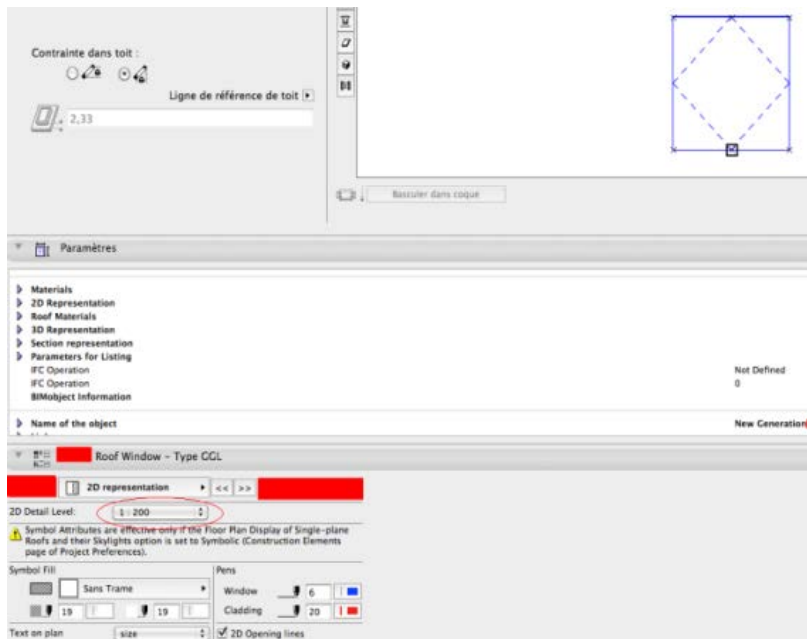 Contrainte dans toit :
Ligne de référence de toit
2,33
Basculer dans coque
Paramètres
Materials
2D Representation
Roof Materials
3D Representation
Section representation
Parameters for Listing
IFC Operation Not Defined
IFC Operation 0
BIMobject Information
Name of the object New Generation
Roof Window - Type GGL
2D representation << >>
2D Detail Level: 1 : 200
Symbol Attributes are effective only if the Floor Plan Display of Single-plane
Roofs and their Skylights option is set to Symbolic (Construction Elements
page of Project Preferences).
Symbol Fill Pens
Sans Trame Window 6
19 19 Cladding 20
Text on plan size 2D Opening lines